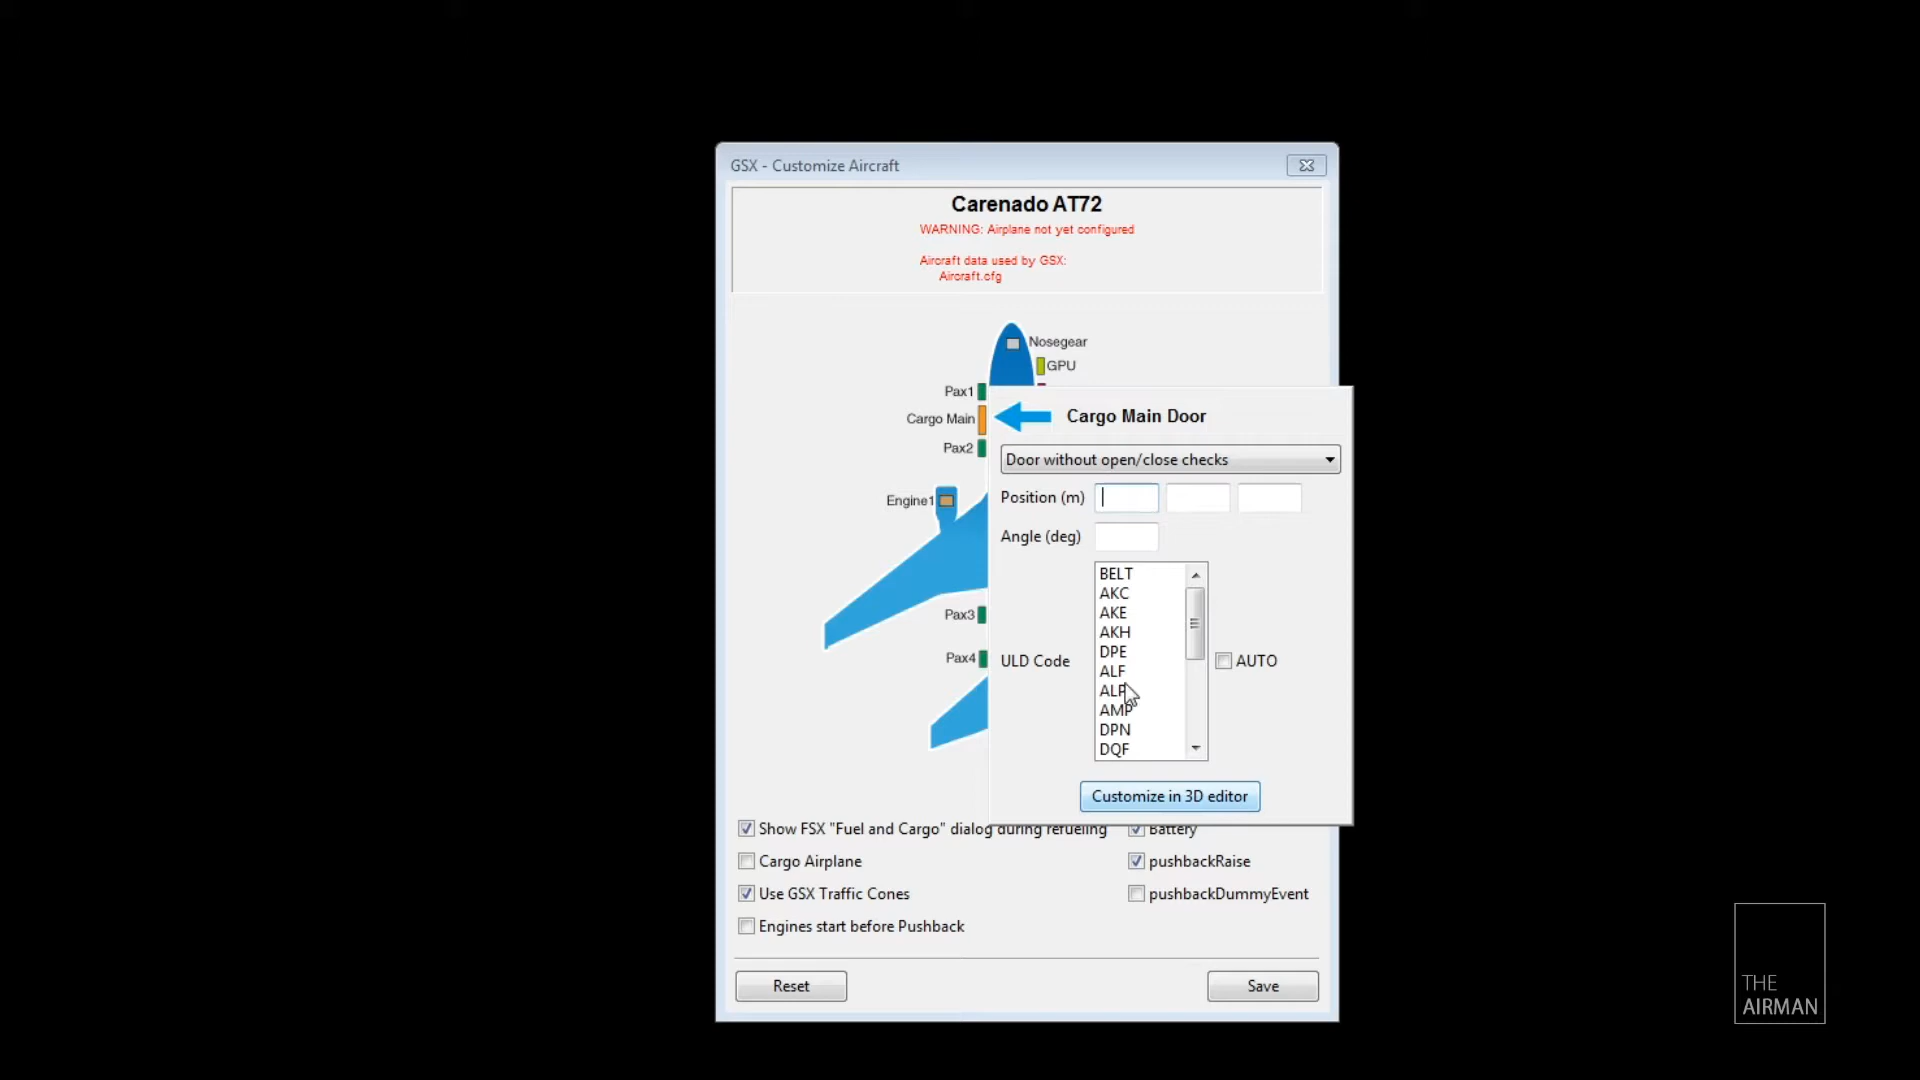 GSX - Customize Aircraft
Carenado AT72
WARNING: Airplane not yet configured
Aircraft data used by GSX:
Aircraft.cfg
Nosegear
GPU
Pax1
Cargo Main
Pax2
Engine1
Pax3
Pax4
Cargo Main Door
Door without open/close checks
Position (m)
Angle (deg)
ULD Code
BELT
AKC
AKE
AKH
DPE
ALF
ALP
AMP
DPN
DQF
AUTO
Customize in 3D editor
Show FSX "Fuel and Cargo" dialog during refueling
Battery
Cargo Airplane
pushbackRaise
Use GSX Traffic Cones
pushbackDummyEvent
Engines start before Pushback
Reset
Save
THE
AIRMAN